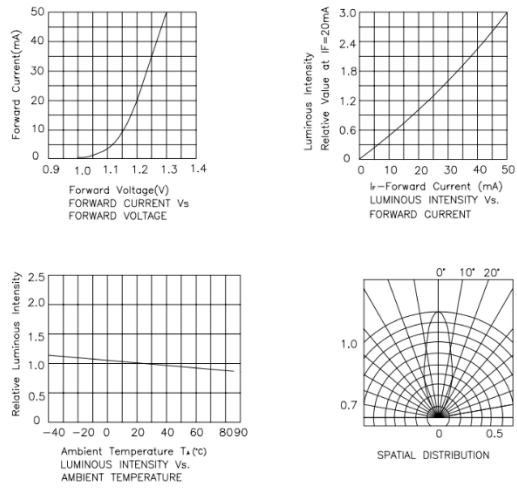 50
40
30
20
10
0
Forward Current(mA)
0.9 1.0 1.1 1.2 1.3 1.4
Forward Voltage(V)
FORWARD CURRENT Vs
FORWARD VOLTAGE
3.0
2.4
1.8
1.2
0.6
0
Luminous Intensity
Relative Value at IF=20mA
0 10 20 30 40 50
IF-Forward Current (mA)
LUMINOUS INTENSITY Vs.
FORWARD CURRENT
2.5
2.0
1.5
1.0
0.5
0
Relative Luminous Intensity
-40 -20 0 20 40 60 8090
Ambient Temperature TA(°C)
LUMINOUS INTENSITY Vs.
AMBIENT TEMPERATURE
0° 10° 20°
1.0
0.7
0 0.5
SPATIAL DISTRIBUTION